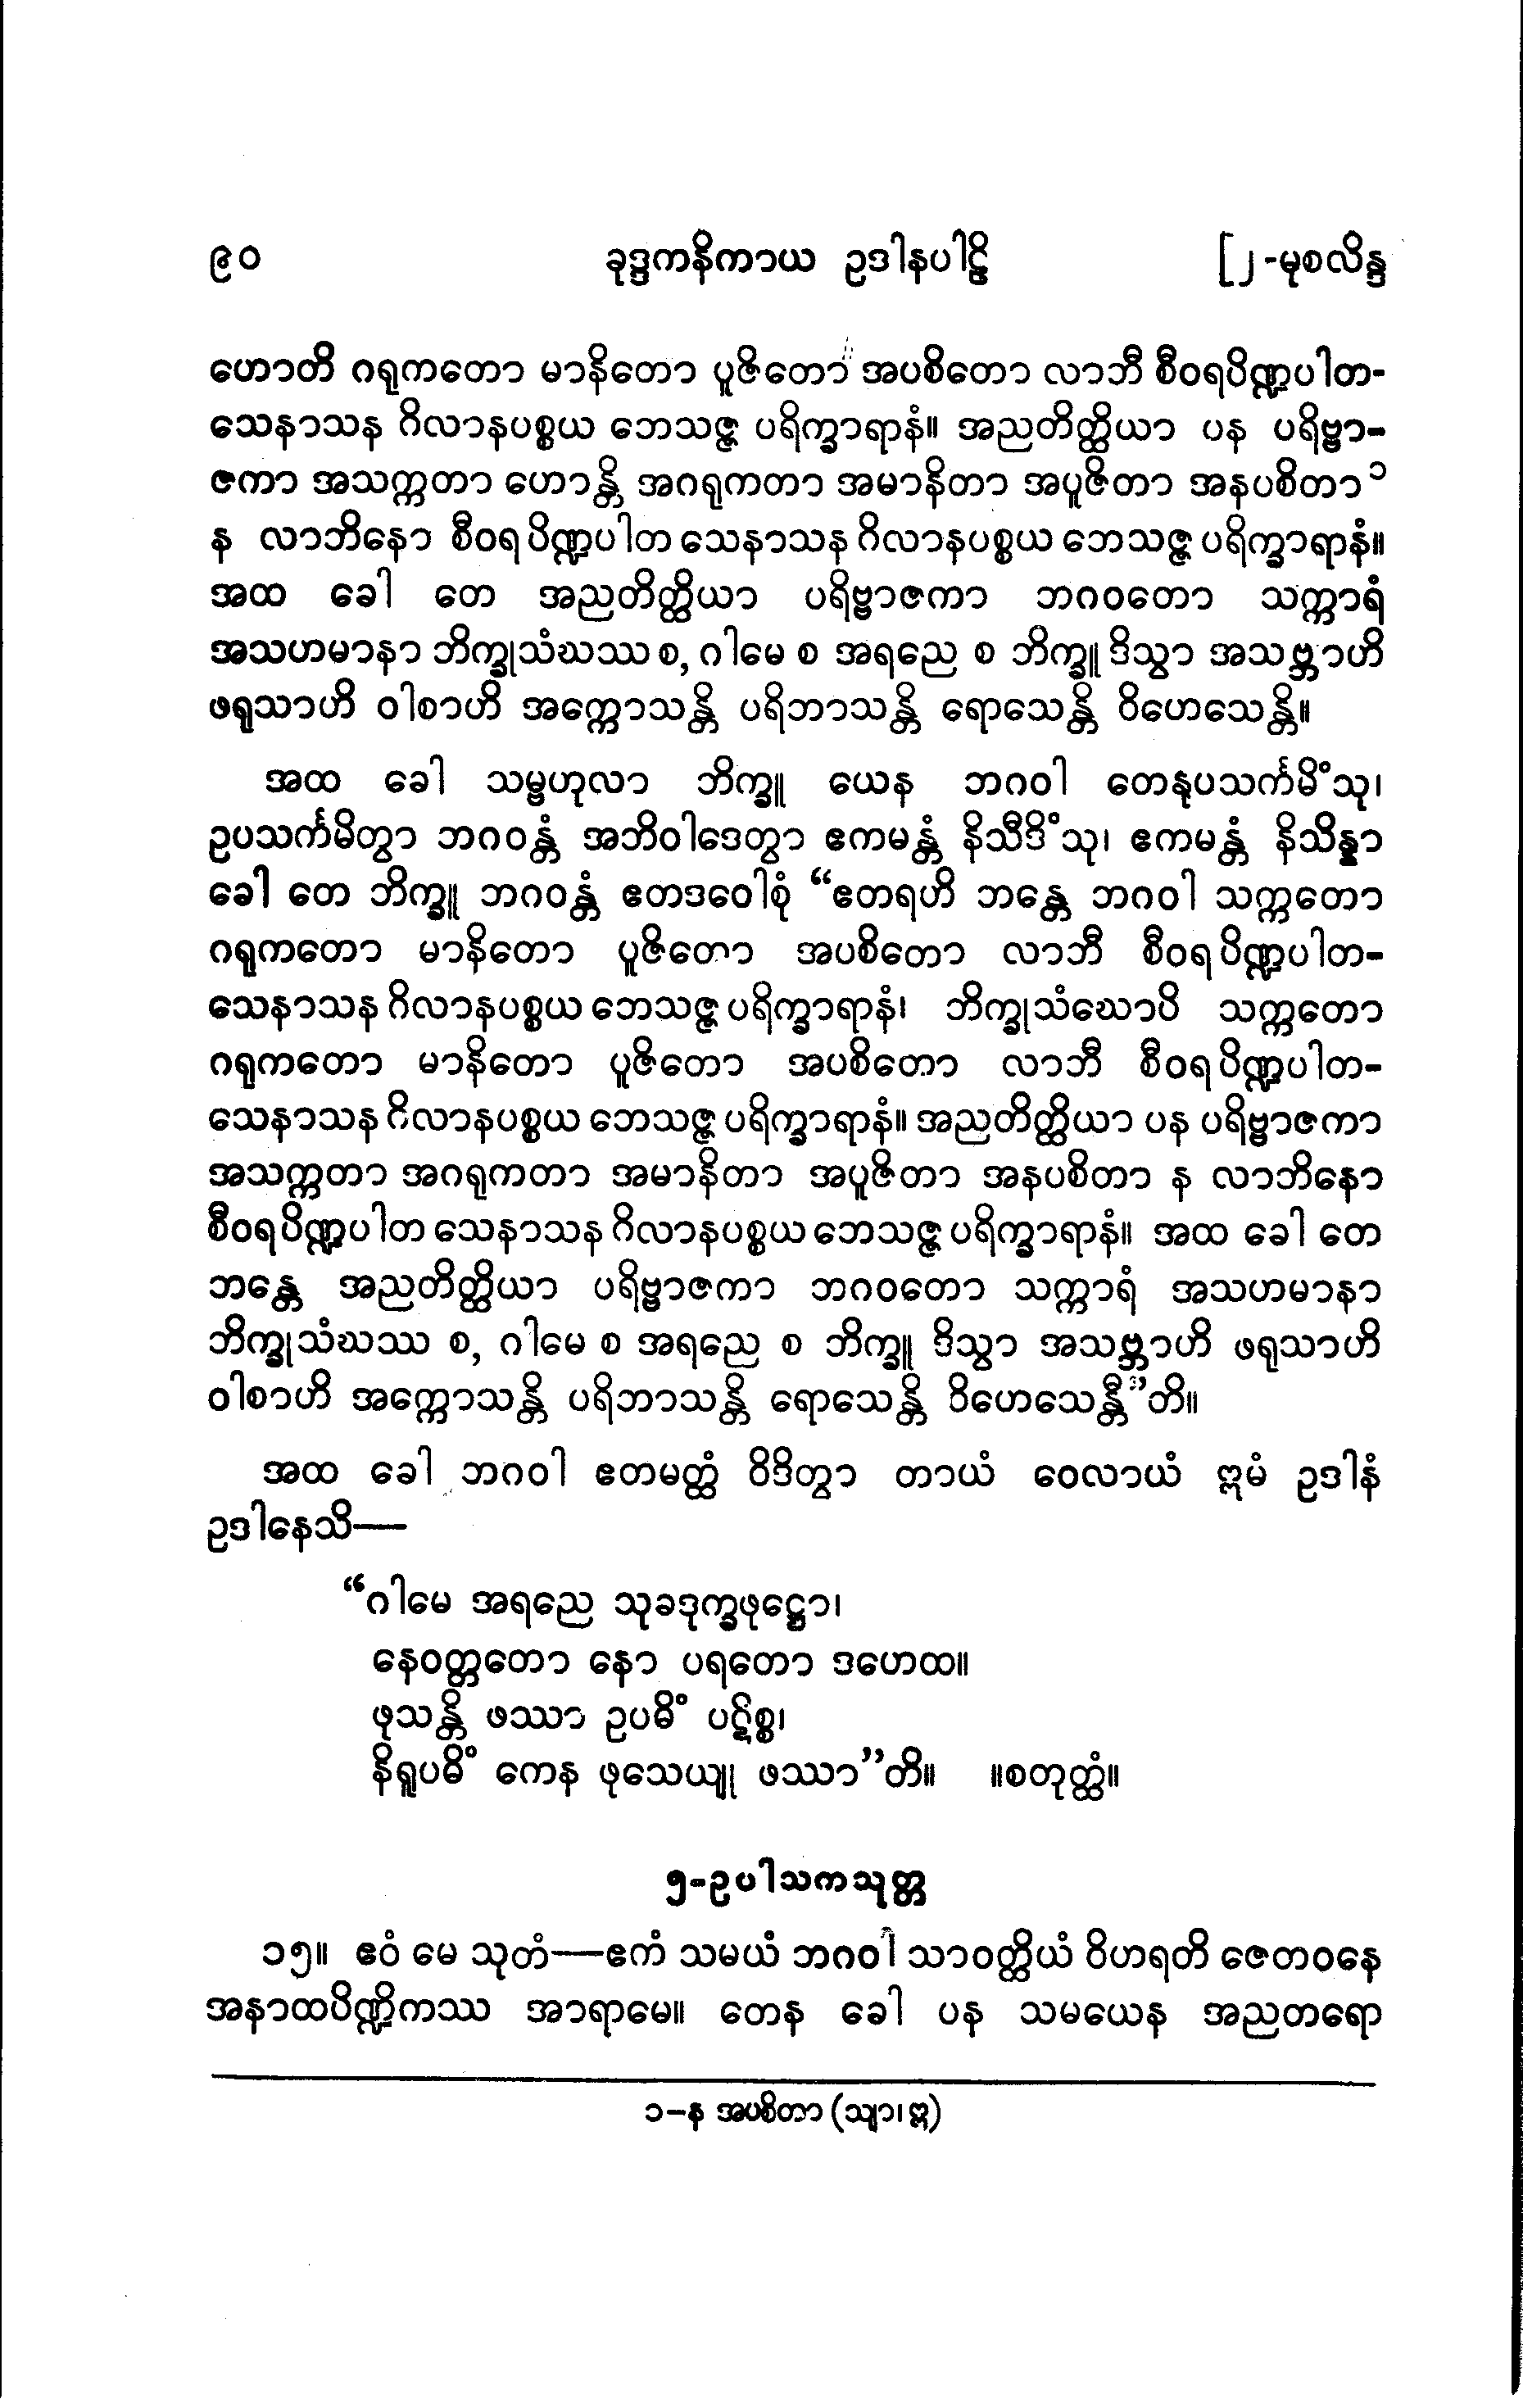 ၉၀ ခုဒ္ဒကနိကာယ ဥဒါနပါဠိ [၂-မုစလိန္ဒ
ဟောတိ ဂရုကတော မာနိတော ပူဇိတော အပစိတော လာဘီ စီဝရပိဏ္ဍပါတ-
သေနာသန ဂိလာနပစ္စယ ဘေသဇ္ဇ ပရိက္ခာရာနံ။ အညတိတ္ထိယာ ပန ပရိဗ္ဗာ-
ဇကာ အသက္ကတာ ဟောန္တိ အဂရုကတာ အမာနိတာ အပူဇိတာ အနပစိတာ ၁
န လာဘိနော စီဝရ ပိဏ္ဍပါတ သေနာသန ဂိလာနပစ္စယ ဘေသဇ္ဇ ပရိက္ခာရာနံ။
အထ ခေါ တေ အညတိတ္ထိယာ ပရိဗ္ဗာဇကာ ဘဂဝတော သက္ကာရံ
အသဟမာနာ ဘိက္ခုသံဃဿ စ, ဂါမေ စ အရညေ စ ဘိက္ခူ ဒိသွာ အသဗ္ဘာဟိ
ဖရုသာဟိ ဝါစာဟိ အက္ကောသန္တိ ပရိဘာသန္တိ ရောသေန္တိ ဝိဟေသေန္တိ။
အထ ခေါ သမ္ဗဟုလာ ဘိက္ခူ ယေန ဘဂဝါ တေနုပသင်္ကမိံသု၊
ဥပသင်္ကမိတွာ ဘဂဝန္တံ အဘိဝါဒေတွာ ဧကမန္တံ နိသီဒိံသု၊ ဧကမန္တံ နိသိန္နာ
ခေါ တေ ဘိက္ခူ ဘဂဝန္တံ ဧတဒဝေါစုံ “ဧတရဟိ ဘန္တေ ဘဂဝါ သက္ကတော
ဂရုကတော မာနိတော ပူဇိတော အပစိတော လာဘီ စီဝရ ပိဏ္ဍပါတ-
သေနာသန ဂိလာနပစ္စယ ဘေသဇ္ဇ ပရိက္ခာရာနံ၊ ဘိက္ခုသံဃောပိ သက္ကတော
ဂရုကတော မာနိတော ပူဇိတော အပစိတော လာဘီ စီဝရ ပိဏ္ဍပါတ-
သေနာသန ဂိလာနပစ္စယ ဘေသဇ္ဇ ပရိက္ခာရာနံ။ အညတိတ္ထိယာ ပန ပရိဗ္ဗာဇကာ
အသက္ကတာ အဂရုကတာ အမာနိတာ အပူဇိတာ အနပစိတာ န လာဘိနော
စီဝရ ပိဏ္ဍပါတ သေနာသန ဂိလာနပစ္စယ ဘေသဇ္ဇ ပရိက္ခာရာနံ။ အထ ခေါ တေ
ဘန္တေ အညတိတ္ထိယာ ပရိဗ္ဗာဇကာ ဘဂဝတော သက္ကာရံ အသဟမာနာ
ဘိက္ခုသံဃဿ စ, ဂါမေ စ အရညေ စ ဘိက္ခူ ဒိသွာ အသဗ္ဘာဟိ ဖရုသာဟိ
ဝါစာဟိ အက္ကောသန္တိ ပရိဘာသန္တိ ရောသေန္တိ ဝိဟေသေန္တီ”တိ။
အထ ခေါ ဘဂဝါ ဧတမတ္ထံ ဝိဒိတွာ တာယံ ဝေလာယံ ဣမံ ဥဒါနံ
ဥဒါနေသိ—
“ဂါမေ အရညေ သုခဒုက္ခဖုဋ္ဌော၊
နေဝတ္တတော နော ပရတော ဒဟေထ။
ဖုသန္တိ ဖဿာ ဥပဓိံ ပဋိစ္စ၊
နိရူပဓိံ ကေန ဖုသေယျု ဖဿာ”တိ။ ။စတုတ္ထံ။
၅-ဥပါသကသုတ္တ
၁၅။ ဧဝံ မေ သုတံ—ဧကံ သမယံ ဘဂဝါ သာဝတ္ထိယံ ဝိဟရတိ ဇေတဝနေ
အနာထပိဏ္ဍိကဿ အာရာမေ။ တေန ခေါ ပန သမယေန အညတရော
၁-န အပစိတာ (သျာ၊ ဣ)